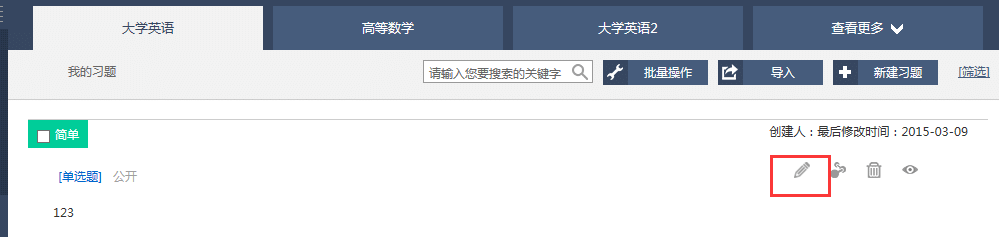 大学英语 高等数学 大学英语2 查看更多
我的习题 请输入您要搜索的关键字 批量操作 导入 新建习题 [筛选]
简单 创建人：最后修改时间：2015-03-09
[单选题] 公开
123